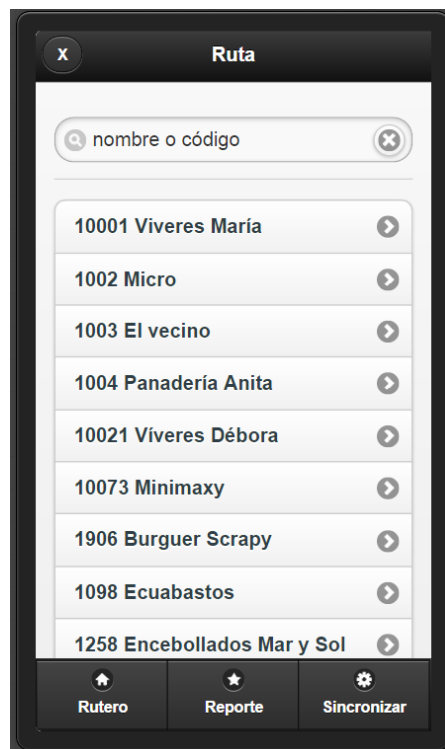 X
Ruta
nombre o código
10001 Viveres María
1002 Micro
1003 El vecino
1004 Panadería Anita
10021 Víveres Débora
10073 Minimaxy
1906 Burguer Scrapy
1098 Ecuabastos
1258 Encebollados Mar y Sol
Rutero Reporte Sincronizar